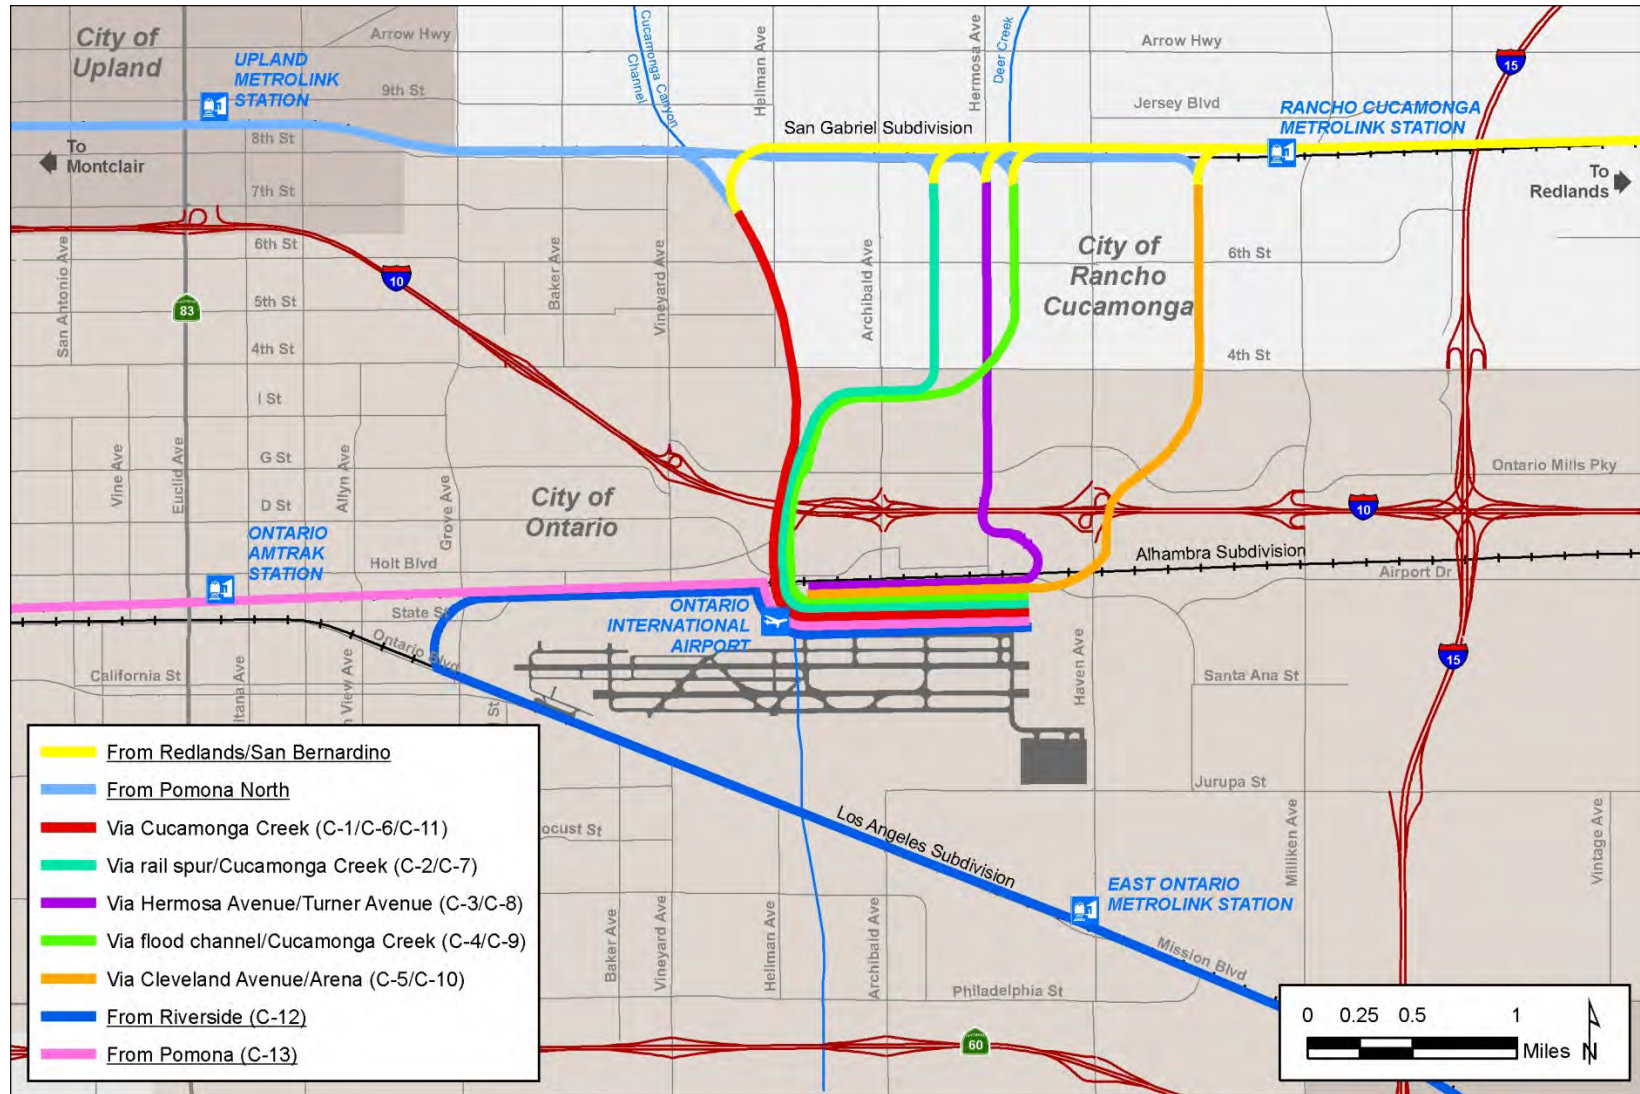 City of
Upland
Arrow Hwy
UPLAND
METROLINK
STATION
9th St
Cucamonga Canyon
Channel
Hellman Ave
Hermosa Ave
Deer Creek
Arrow Hwy
15
Jersey Blvd
RANCHO CUCAMONGA
METROLINK STATION
San Gabriel Subdivision
8th St
To
Montclair
To
Redlands
7th St
6th St
San Antonio Ave
10
83
5th St
4th St
Baker Ave
Vineyard Ave
Archibald Ave
City of
Rancho
Cucamonga
6th St
4th St
I St
G St
D St
Vine Ave
Euclid Ave
Allyn Ave
Grove Ave
City of
Ontario
Ontario Mills Pky
10
ONTARIO
AMTRAK
STATION
Holt Blvd
Alhambra Subdivision
Airport Dr
State St
ONTARIO
INTERNATIONAL
AIRPORT
Ontario Blvd
California St
ltana Ave
n View Ave
St
Haven Ave
Santa Ana St
15
Jurupa St
From Redlands/San Bernardino
From Pomona North
Via Cucamonga Creek (C-1/C-6/C-11)
Via rail spur/Cucamonga Creek (C-2/C-7)
Via Hermosa Avenue/Turner Avenue (C-3/C-8)
Via flood channel/Cucamonga Creek (C-4/C-9)
Via Cleveland Avenue/Arena (C-5/C-10)
From Riverside (C-12)
From Pomona (C-13)
ocust St
Los Angeles Subdivision
Milliken Ave
Vintage Ave
EAST ONTARIO
METROLINK STATION
Baker Ave
Vineyard Ave
Hellman Ave
Archibald Ave
Mission Blvd
Philadelphia St
60
0 0.25 0.5 1
Miles
N